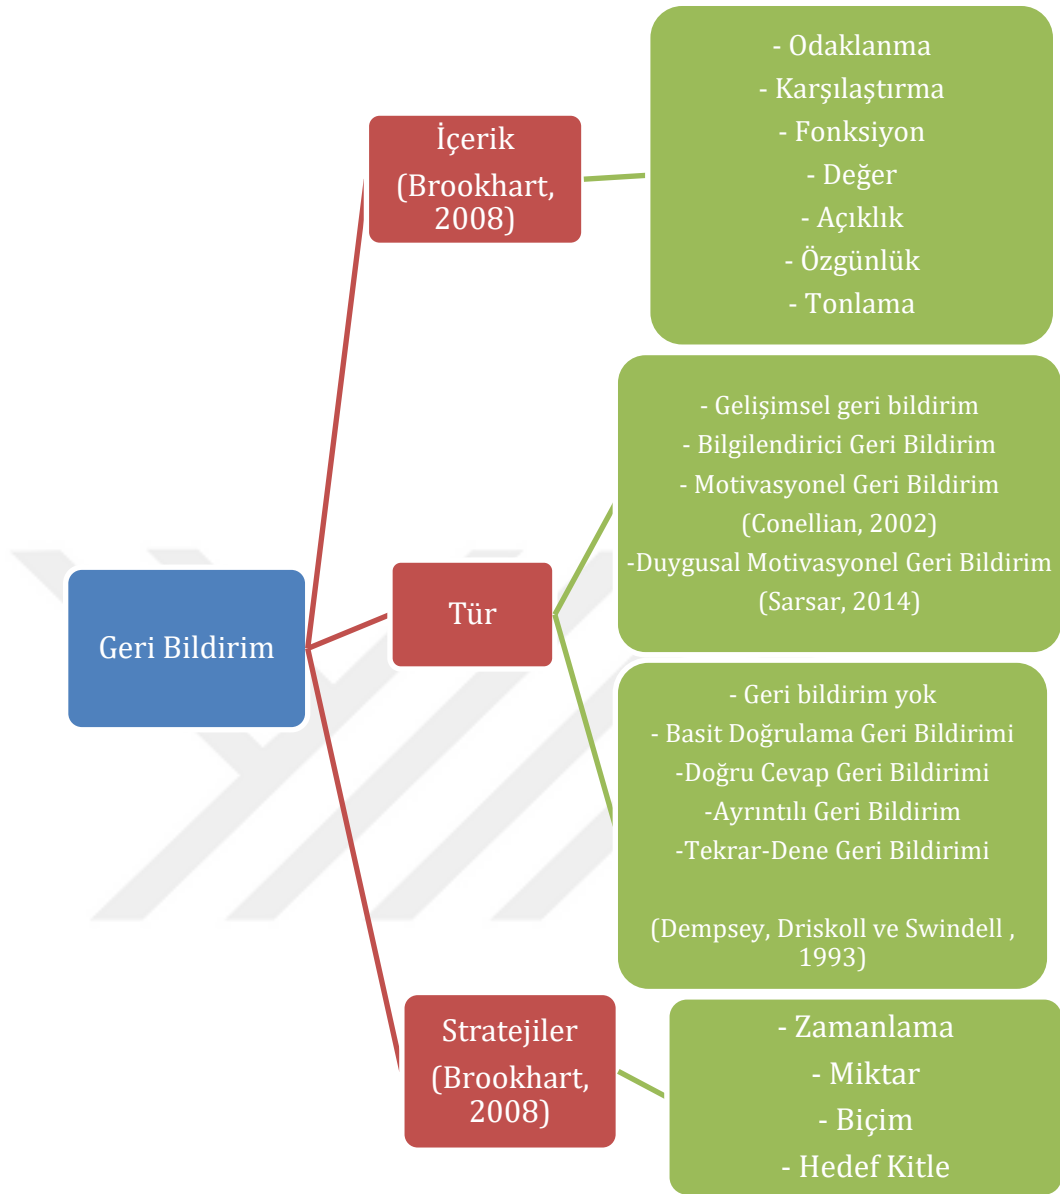 Geri Bildirim
İçerik
(Brookhart,
2008)
- Odaklanma
- Karşılaştırma
- Fonksiyon
- Değer
- Açıklık
- Özgünlük
- Tonlama
Tür
- Gelişimsel geri bildirim
- Bilgilendirici Geri Bildirim
- Motivasyonel Geri Bildirim
(Conellian, 2002)
-Duygusal Motivasyonel Geri Bildirim
(Sarsar, 2014)
- Geri bildirim yok
- Basit Doğrulama Geri Bildirimi
-Doğru Cevap Geri Bildirimi
-Ayrıntılı Geri Bildirim
-Tekrar-Dene Geri Bildirimi
(Dempsey, Driskoll ve Swindell ,
1993)
Stratejiler
(Brookhart,
2008)
- Zamanlama
- Miktar
- Biçim
- Hedef Kitle